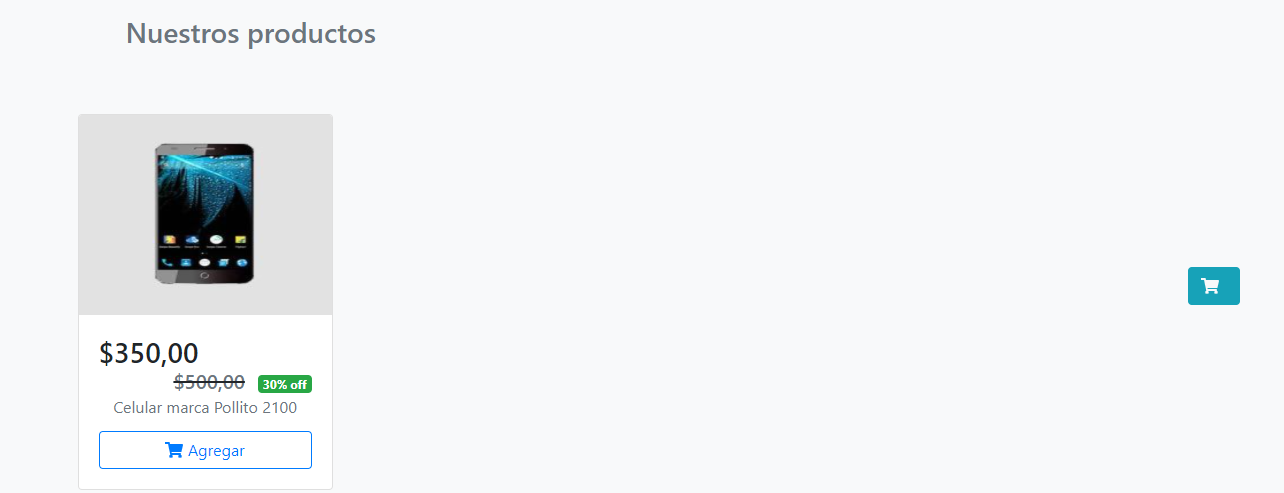 Nuestros productos
$350,00
$500,00 30% off
Celular marca Pollito 2100
Agregar